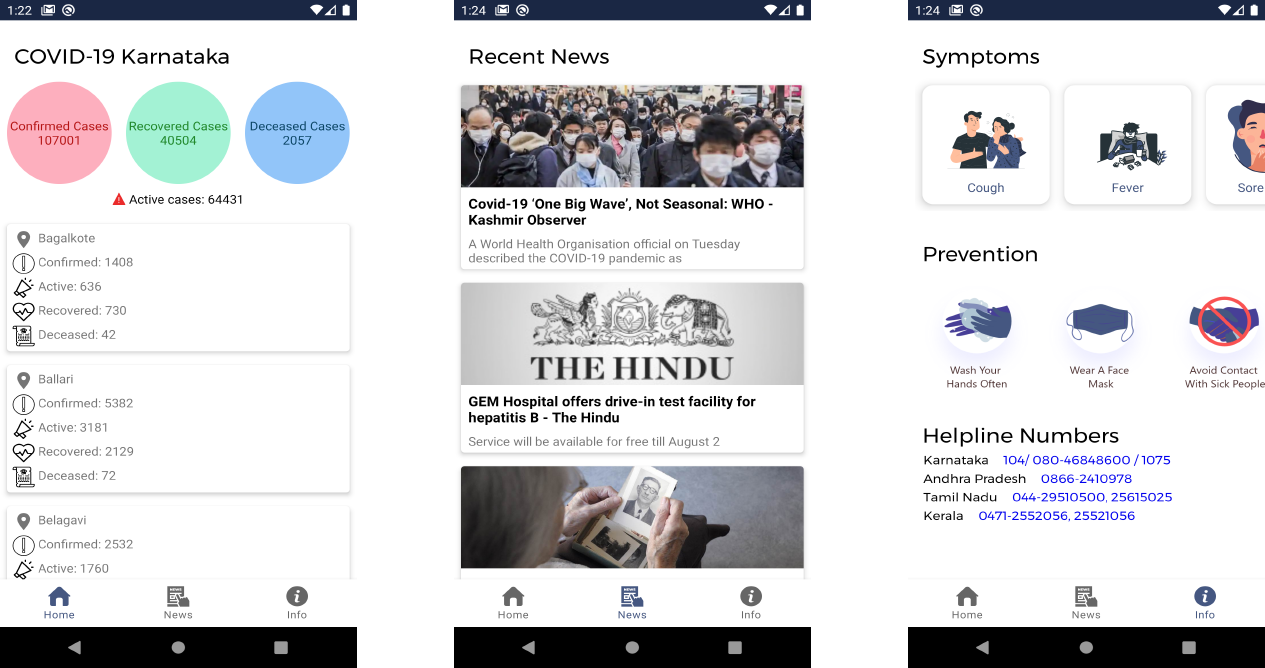 1:22
COVID-19 Karnataka
Confirmed Cases
107001
Recovered Cases
40504
Deceased Cases
2057
Active cases: 64431
Bagalkote
Confirmed: 1408
Active: 636
Recovered: 730
Deceased: 42
Ballari
Confirmed: 5382
Active: 3181
Recovered: 2129
Deceased: 72
Belagavi
Confirmed: 2532
Active: 1760
Home
News
Info
1:24
Recent News
Covid-19 ‘One Big Wave’, Not Seasonal: WHO -
Kashmir Observer
A World Health Organisation official on Tuesday
described the COVID-19 pandemic as
THE HINDU
GEM Hospital offers drive-in test facility for
hepatitis B - The Hindu
Service will be available for free till August 2
Home
News
Info
1:24
Symptoms
Cough
Fever
Sore
Prevention
Wash Your
Hands Often
Wear A Face
Mask
Avoid Contact
With Sick People
Helpline Numbers
Karnataka 104/ 080-46848600 / 1075
Andhra Pradesh 0866-2410978
Tamil Nadu 044-29510500, 25615025
Kerala 0471-2552056, 25521056
Home
News
Info